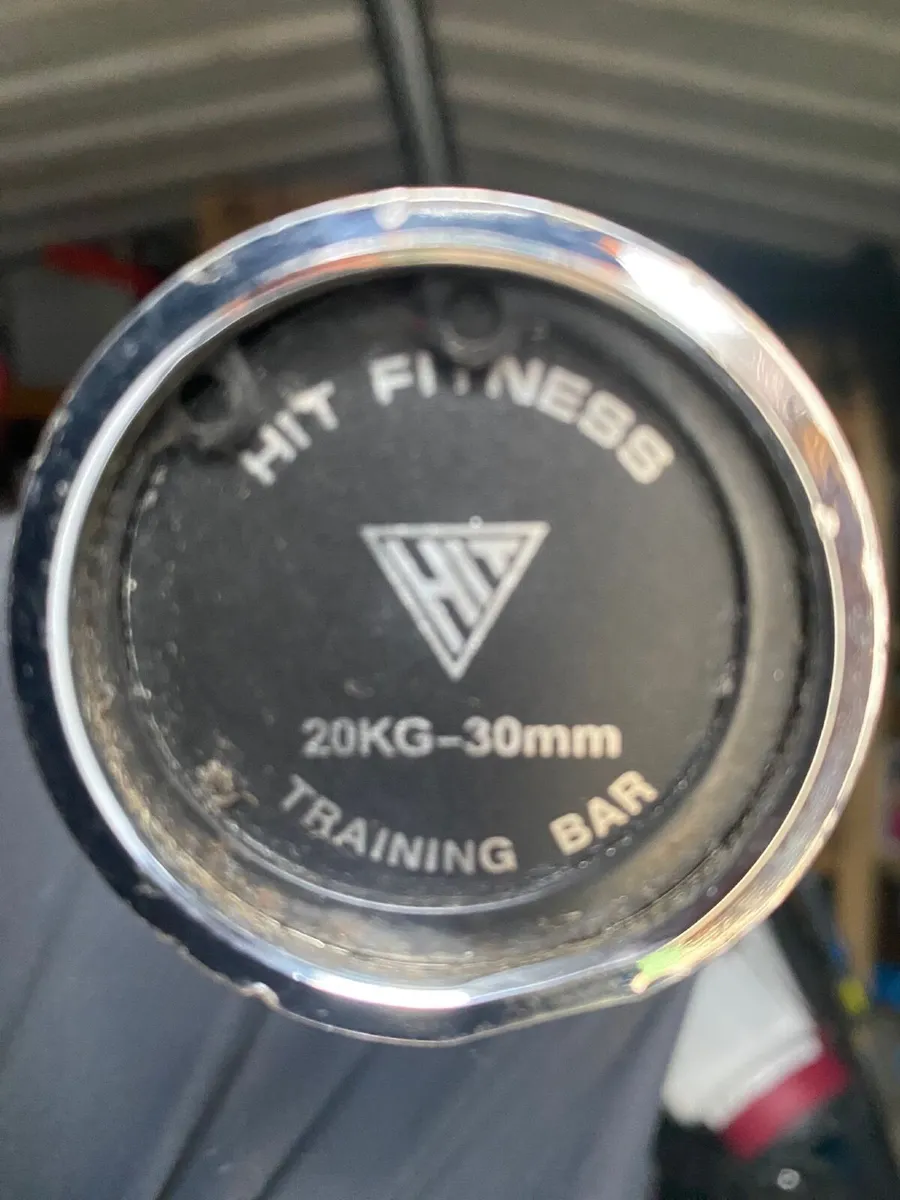 HIT FITNESS
HIT
20KG-30mm
TRAINING BAR